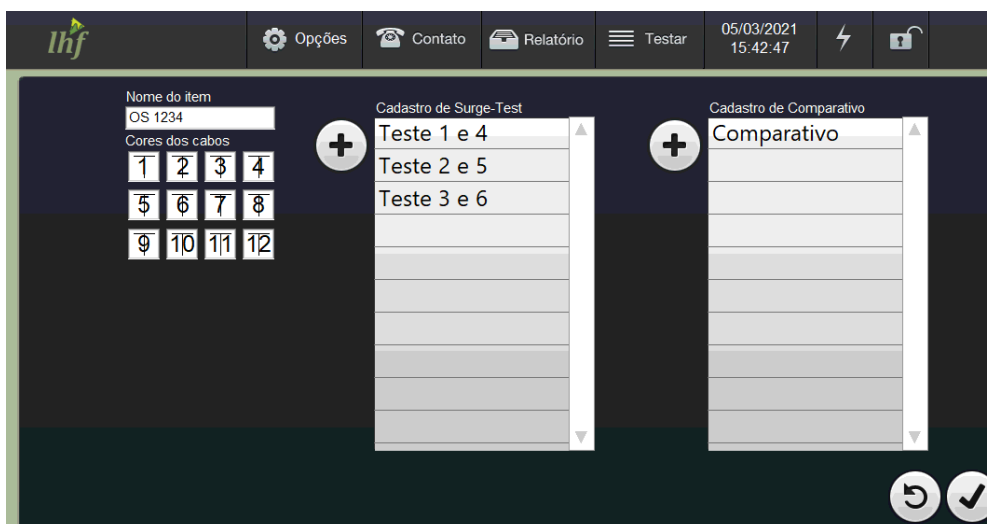 lhf
Opções
Contato
Relatório
Testar
05/03/2021
15:42:47
Nome do item
OS 1234
Cores dos cabos
1 2 3 4
5 6 7 8
9 10 11 12
Cadastro de Surge-Test
Teste 1 e 4
Teste 2 e 5
Teste 3 e 6
Cadastro de Comparativo
Comparativo